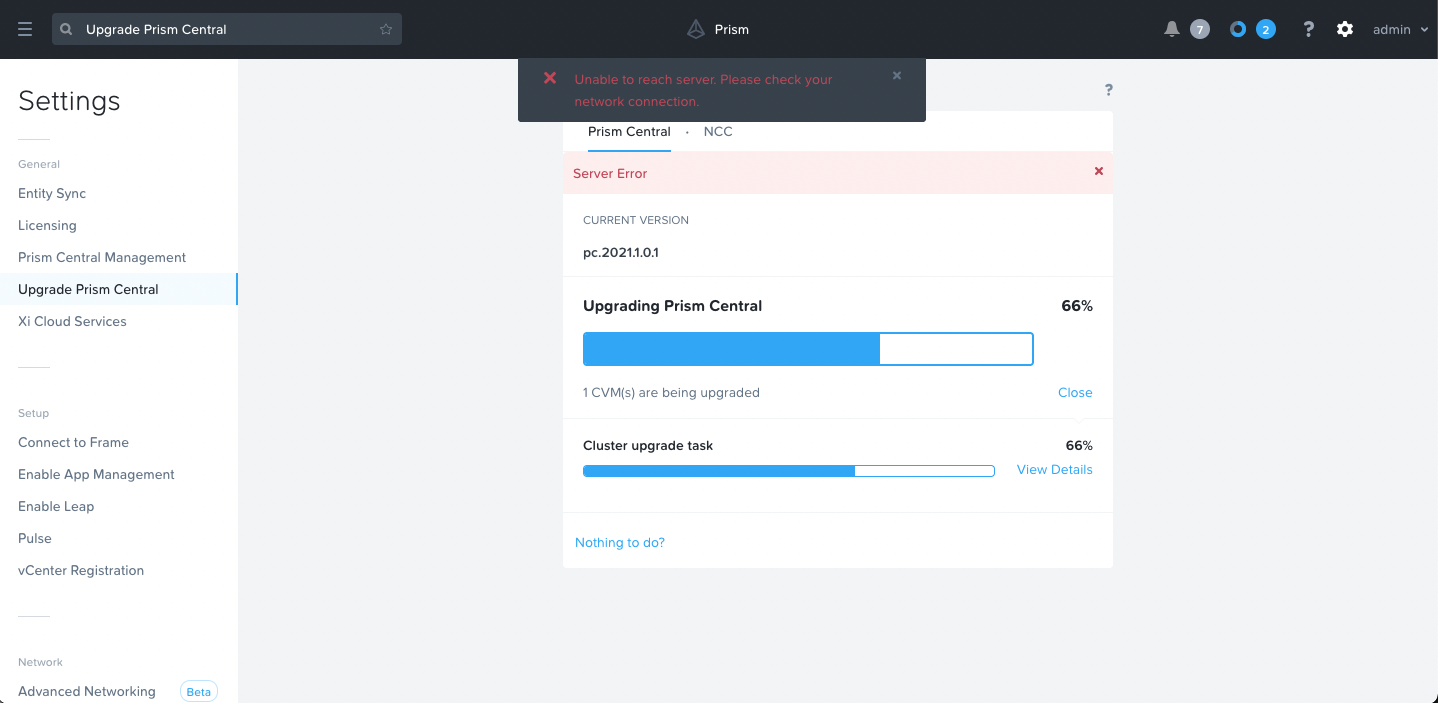 Upgrade Prism Central
Prism
7
2
?
admin
Unable to reach server. Please check your
network connection.
?
Settings
General
Entity Sync
Licensing
Prism Central Management
Upgrade Prism Central
Xi Cloud Services
Setup
Connect to Frame
Enable App Management
Enable Leap
Pulse
vCenter Registration
Network
Advanced Networking Beta
Prism Central · NCC
Server Error
CURRENT VERSION
pc.2021.1.0.1
Upgrading Prism Central 66%
1 CVM(s) are being upgraded Close
Cluster upgrade task 66%
View Details
Nothing to do?